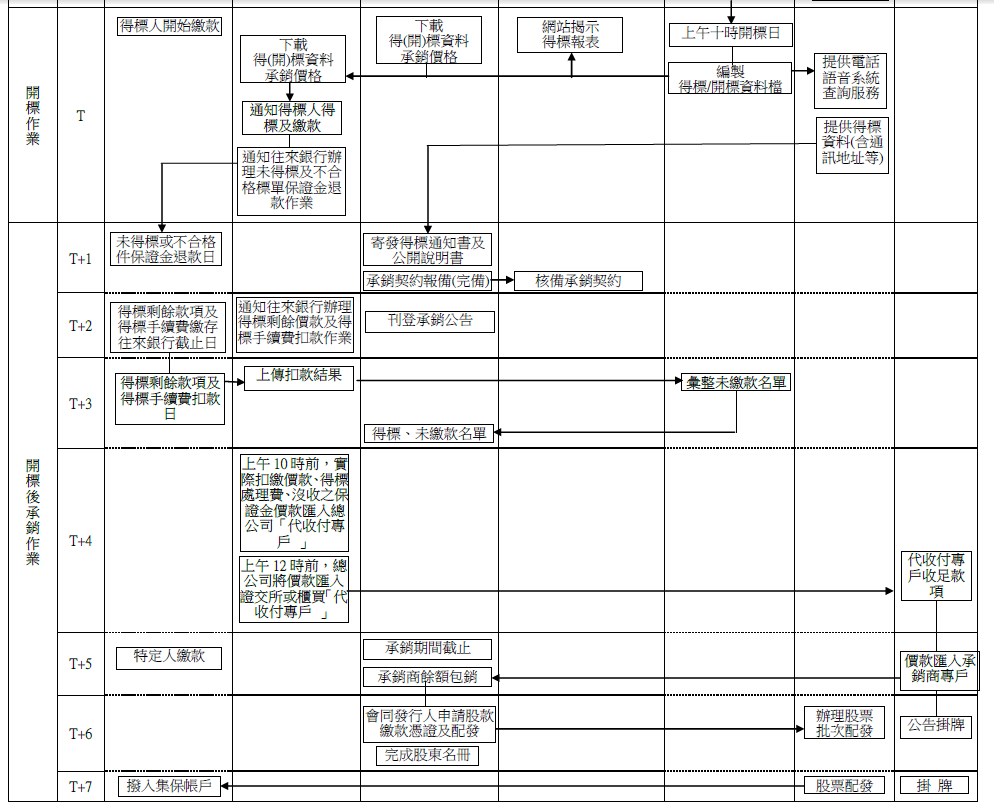 開標作業
T
得標人開始繳款
下載
得(開)標資料
承銷價格
通知得標人得
標及繳款
通知往來銀行辦
理未得標及不合
格標單保證金退
款作業
下載
得(開)標資料
承銷價格
網站揭示
得標報表
上午十時開標日
編製
得標/開標資料檔
提供電話
語音系統
查詢服務
提供得標
資料(含通
訊地址等)
開標後承銷作業
T+1
未得標或不合格
件保證金退款日
寄發得標通知書及
公開說明書
承銷契約報備(完備)
核備承銷契約
T+2
得標剩餘款項及
得標手續費繳存
往來銀行截止日
通知往來銀行辦理
得標剩餘價款及得
標手續費扣款作業
刊登承銷公告
T+3
得標剩餘款項及
得標手續費扣款
日
上傳扣款結果
彙整未繳款名單
得標、未繳款名單
T+4
上午 10 時前，實
際扣繳價款、得標
處理費、沒收之保
證金價款匯入總
公司「代收付專
戶 」
上午 12 時前，總
公司將價款匯入
證交所或櫃買「代
收付專戶 」
代收付專
戶收足款
項
T+5
特定人繳款
承銷期間截止
承銷商餘額包銷
價款匯入承
銷商專戶
T+6
會同發行人申請股款
繳款憑證及配發
完成股東名冊
辦理股票
批次配發
公告掛牌
T+7
撥入集保帳戶
股票配發
掛 牌